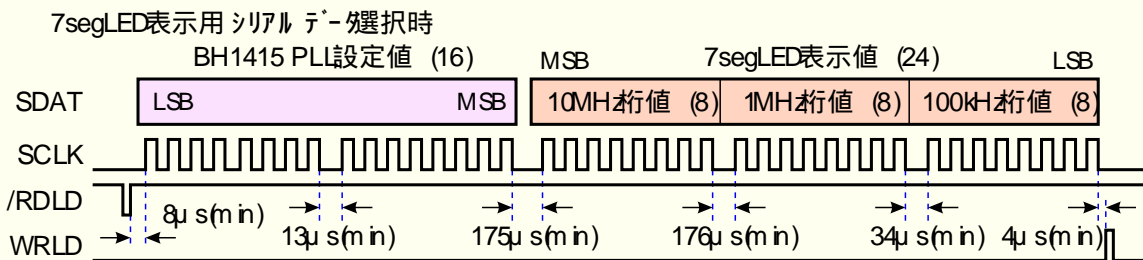 7segLED表示用 シリアル データ選択時
BH1415 PLL設定値 (16) MSB 7segLED表示値 (24) LSB
SDAT LSB MSB 10MHz桁値 (8) 1MHz桁値 (8) 100kHz桁値 (8)
SCLK
/RDLD
8μs(min) 13μs(min) 175μs(min) 176μs(min) 34μs(min) 4μs(min)
WRLD